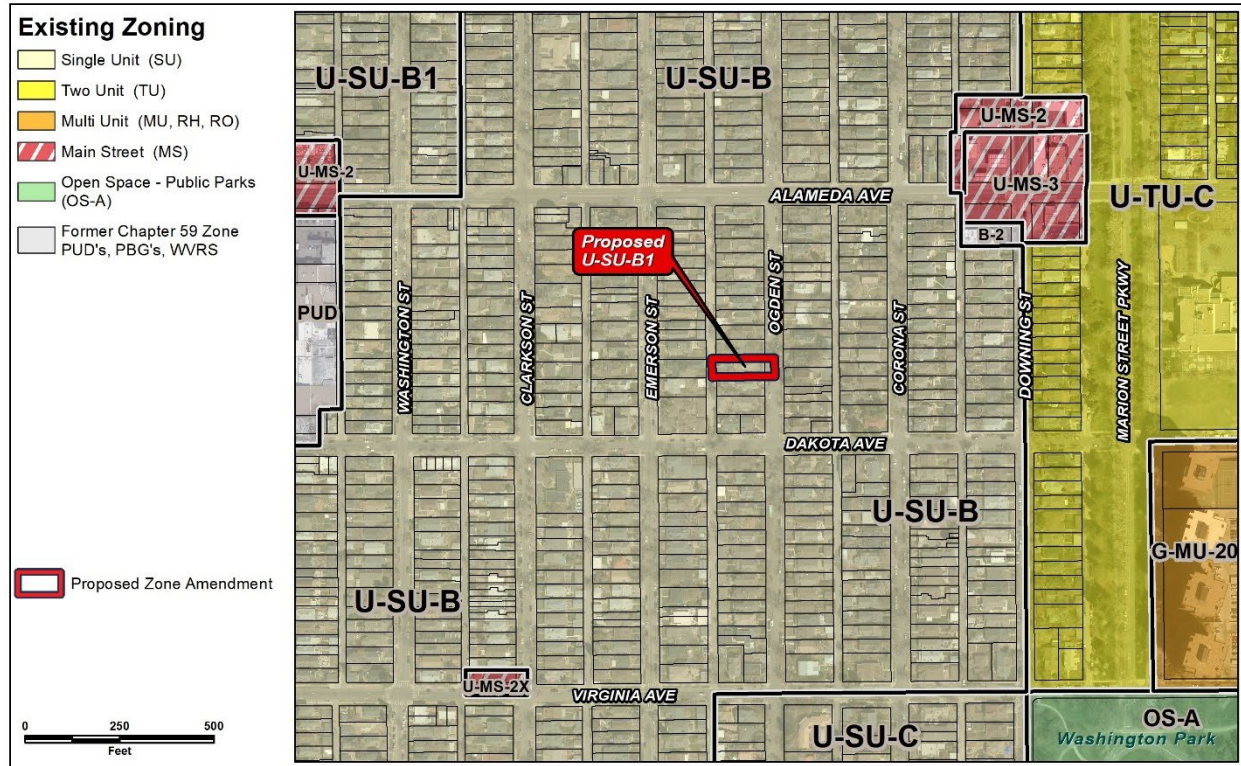 Existing Zoning
Single Unit (SU)
Two Unit (TU)
Multi Unit (MU, RH, RO)
Main Street (MS)
Open Space - Public Parks
(OS-A)
Former Chapter 59 Zone
PUD's, PBG's, WVRS
Proposed Zone Amendment
0 250 500
Feet
U-SU-B1
U-SU-B
U-MS-2
U-MS-2
U-MS-3
ALAMEDA AVE
U-TU-C
B-2
Proposed
U-SU-B1
PUD
WASHINGTON ST
CLARKSON ST
EMERSON ST
OGDEN ST
CORONA ST
DOWNING ST
MARION STREET PKWY
DAKOTA AVE
U-SU-B
G-MU-20
U-SU-B
U-MS-2X
VIRGINIA AVE
U-SU-C
OS-A
Washington Park